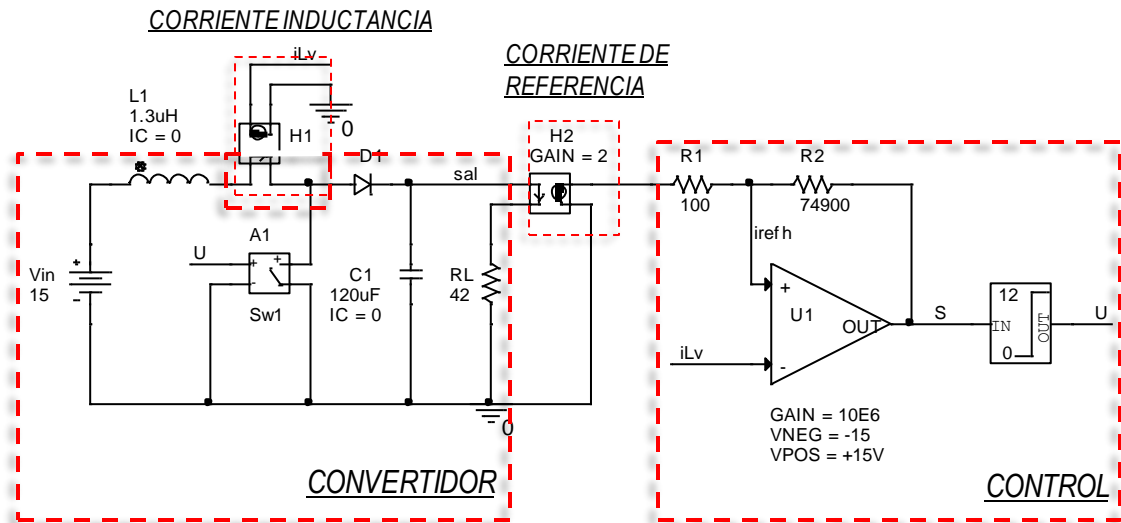 CORRIENTE INDUCTANCIA
iLv
CORRIENTE DE
REFERENCIA
L1
1.3uH
IC = 0
H1
0
H2
GAIN = 2
D1
sal
R1
100
R2
74900
iref h
A1
U
+
-
+
Sw1
Vin
15
+
-
C1
120uF
IC = 0
RL
42
0
+
U1
OUT
-
iLv
S
12
IN
OUT
0
U
GAIN = 10E6
VNEG = -15
VPOS = +15V
CONVERTIDOR
CONTROL